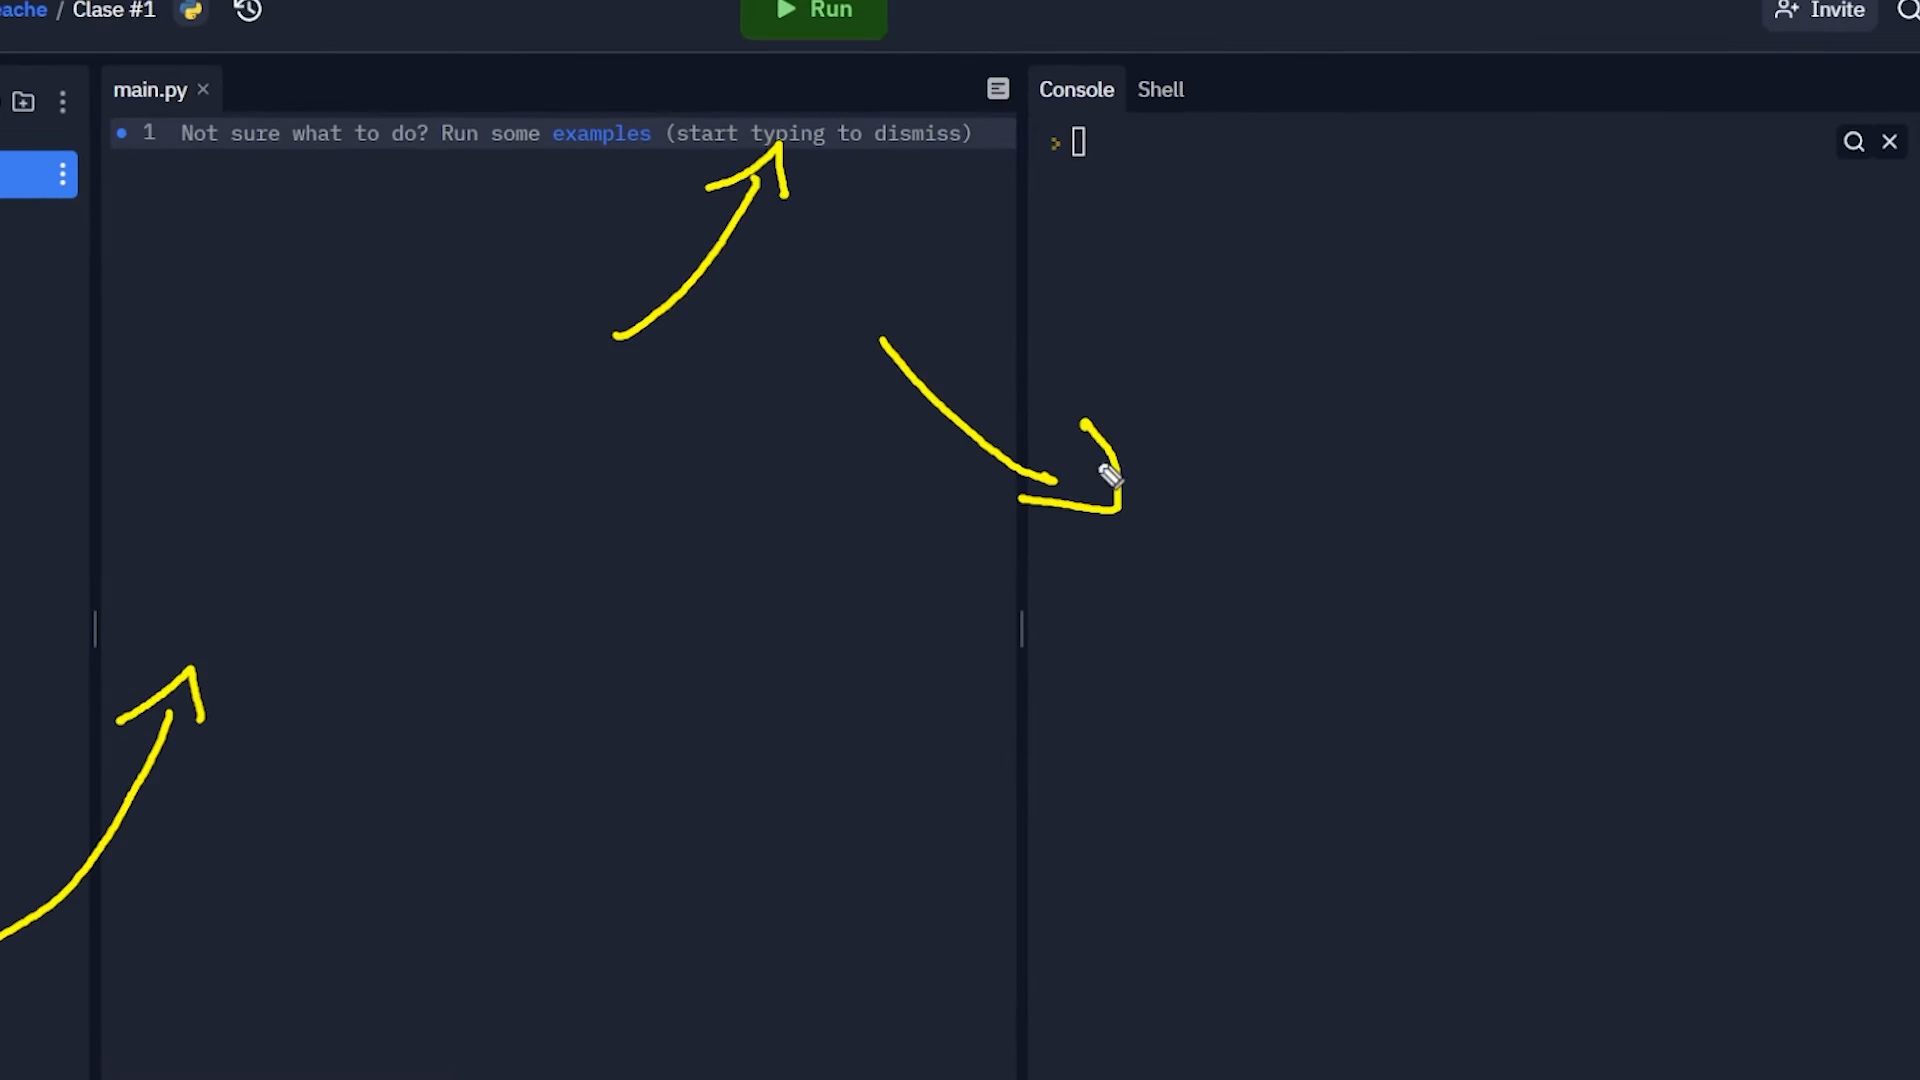 eache / Clase #1
Run
Invite
main.py
Console
Shell
1 Not sure what to do? Run some examples (start typing to dismiss)